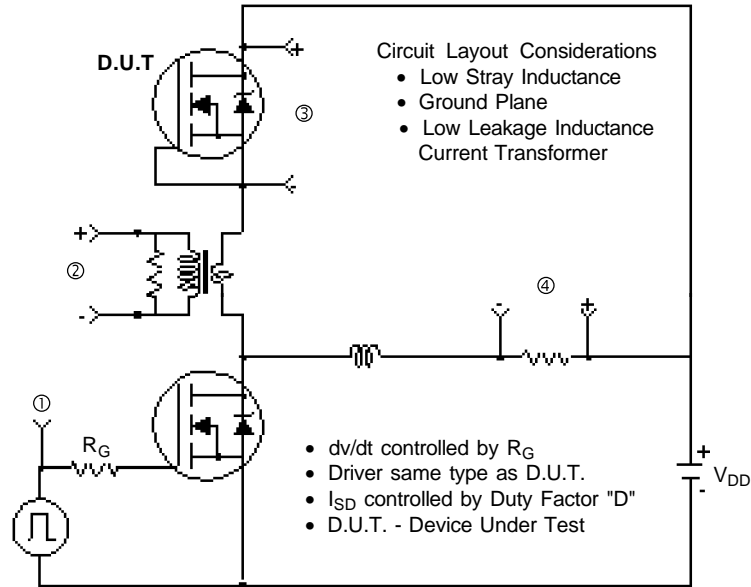 D.U.T
+
Circuit Layout Considerations
• Low Stray Inductance
• Ground Plane
• Low Leakage Inductance
Current Transformer
③
-
+
②
-
④
-
+
①
R_G
• dv/dt controlled by R_G
• Driver same type as D.U.T.
• I_SD controlled by Duty Factor "D"
• D.U.T. - Device Under Test
+
V_DD
-